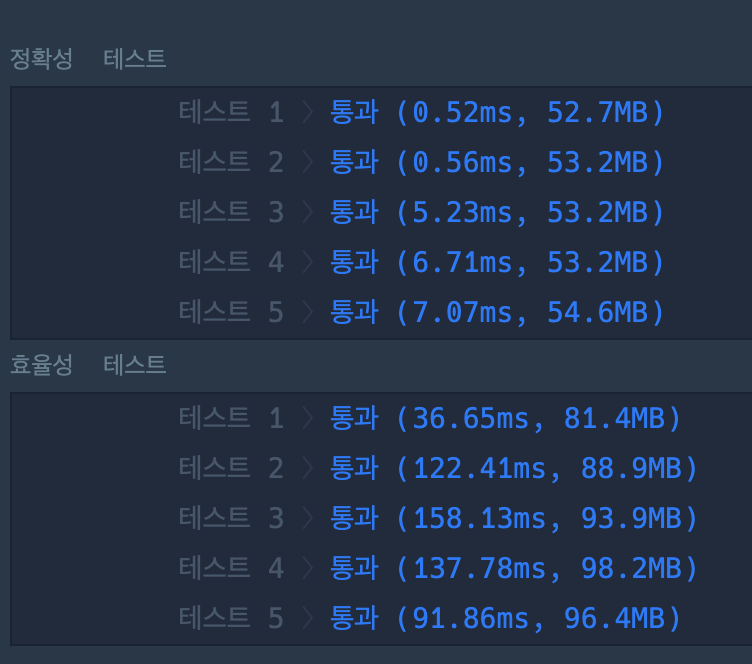 정확성 테스트
테스트 1 〉 통과 (0.52ms, 52.7MB)
테스트 2 〉 통과 (0.56ms, 53.2MB)
테스트 3 〉 통과 (5.23ms, 53.2MB)
테스트 4 〉 통과 (6.71ms, 53.2MB)
테스트 5 〉 통과 (7.07ms, 54.6MB)
효율성 테스트
테스트 1 〉 통과 (36.65ms, 81.4MB)
테스트 2 〉 통과 (122.41ms, 88.9MB)
테스트 3 〉 통과 (158.13ms, 93.9MB)
테스트 4 〉 통과 (137.78ms, 98.2MB)
테스트 5 〉 통과 (91.86ms, 96.4MB)